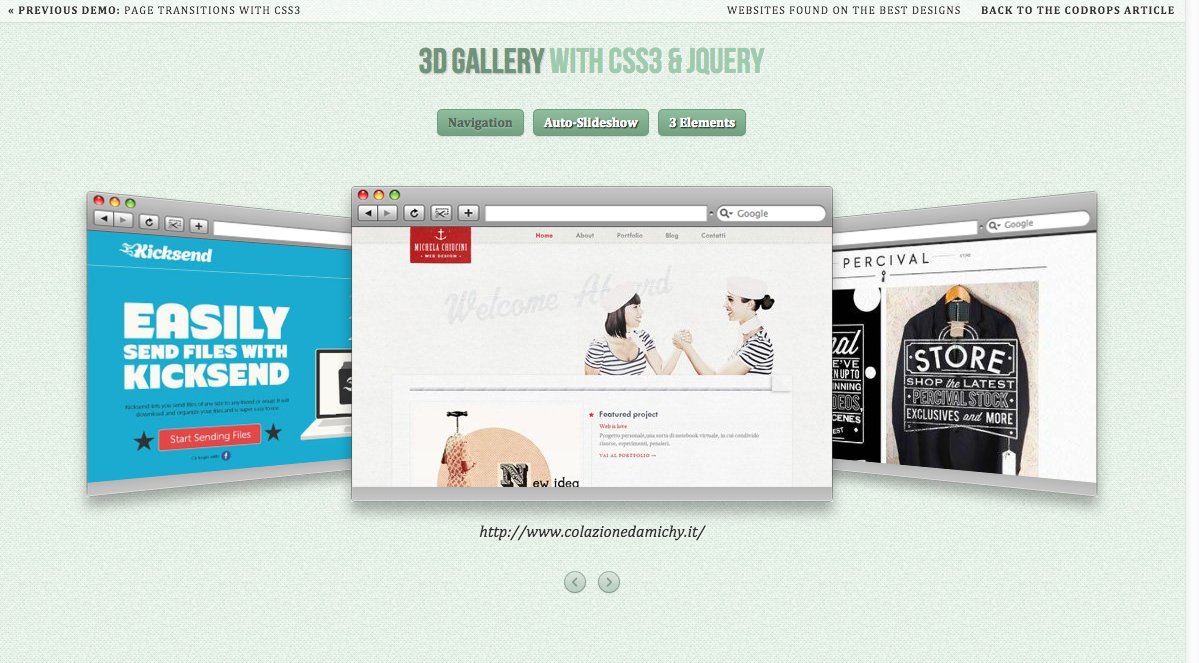 « PREVIOUS DEMO: PAGE TRANSITIONS WITH CSS3
WEBSITES FOUND ON THE BEST DESIGNS
BACK TO THE CODROPS ARTICLE
3D GALLERY WITH CSS3 & JQUERY
Navigation
Auto-Slideshow
3 Elements
Kicksend
EASILY
SEND FILES WITH
KICKSEND
Kicksend lets you send files of any size to any friend or email. It will
download and organize your files and is super easy to use.
Start Sending Files
Or login with
Google
MICHELA CHIUCINI
WEB DESIGN
Home
About
Portfolio
Blog
Contatti
Welcome Aboard
Featured project
Web is love
Progetto personale, una sorta di notebook virtuale, in cui condivido
risorse, esperimenti, pensieri.
VAI AL PORTFOLIO
New idea
Google
PERCIVAL
STORE
STORE
SHOP the LATEST
PERCIVAL STOCK
EXCLUSIVES and MORE
http://www.colazionedamichy.it/